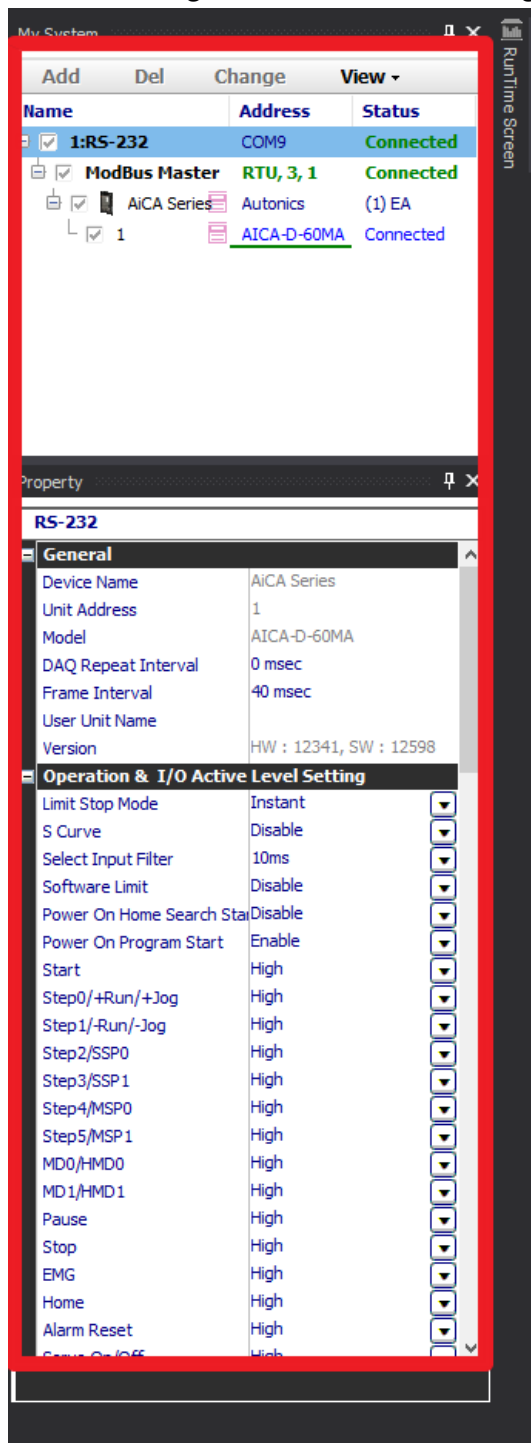 My System
Add Del Change View
Name Address Status
1:RS-232 COM9 Connected
ModBus Master RTU, 3, 1 Connected
AiCA Series Autonics (1) EA
1 AICA-D-60MA Connected
RunTime Screen
Property
RS-232
General
Device Name AiCA Series
Unit Address 1
Model AICA-D-60MA
DAQ Repeat Interval 0 msec
Frame Interval 40 msec
User Unit Name
Version HW : 12341, SW : 12598
Operation & I/O Active Level Setting
Limit Stop Mode Instant
S Curve Disable
Select Input Filter 10ms
Software Limit Disable
Power On Home Search Star Disable
Power On Program Start Enable
Start High
Step0/+Run/+Jog High
Step1/-Run/-Jog High
Step2/SSP0 High
Step3/SSP1 High
Step4/MSP0 High
Step5/MSP1 High
MD0/HMD0 High
MD1/HMD1 High
Pause High
Stop High
EMG High
Home High
Alarm Reset High
Servo On/Off High